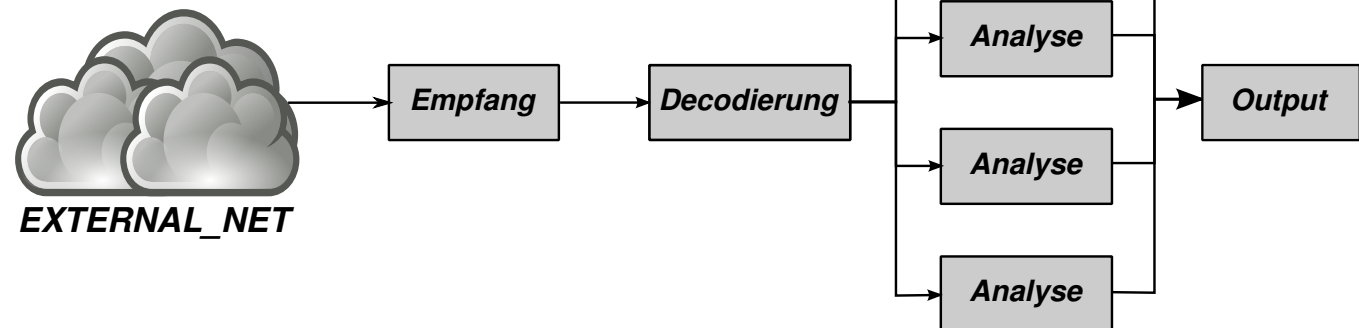 Analyse
Empfang
Decodierung
Output
Analyse
EXTERNAL_NET
Analyse